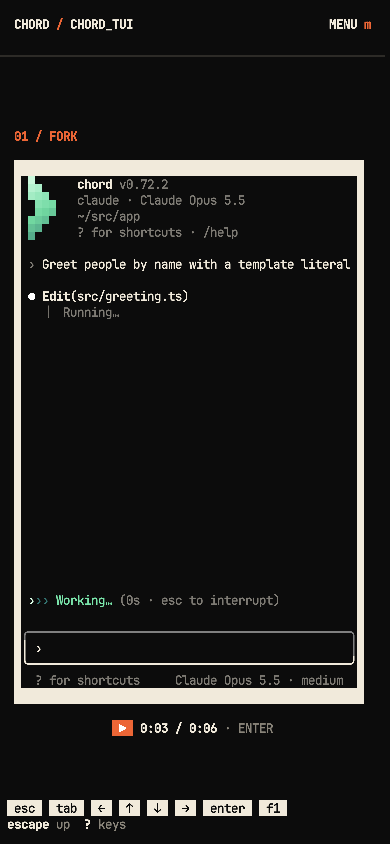 CHORD / CHORD_TUI MENU m
01 / FORK
chord v0.72.2
claude · Claude Opus 5.5
~/src/app
? for shortcuts · /help
› Greet people by name with a template literal
● Edit(src/greeting.ts)
│ Running…
››› Working… (0s · esc to interrupt)
›
? for shortcuts Claude Opus 5.5 · medium
▶ 0:03 / 0:06 · ENTER
esc tab ← ↑ ↓ → enter f1
escape up ? keys